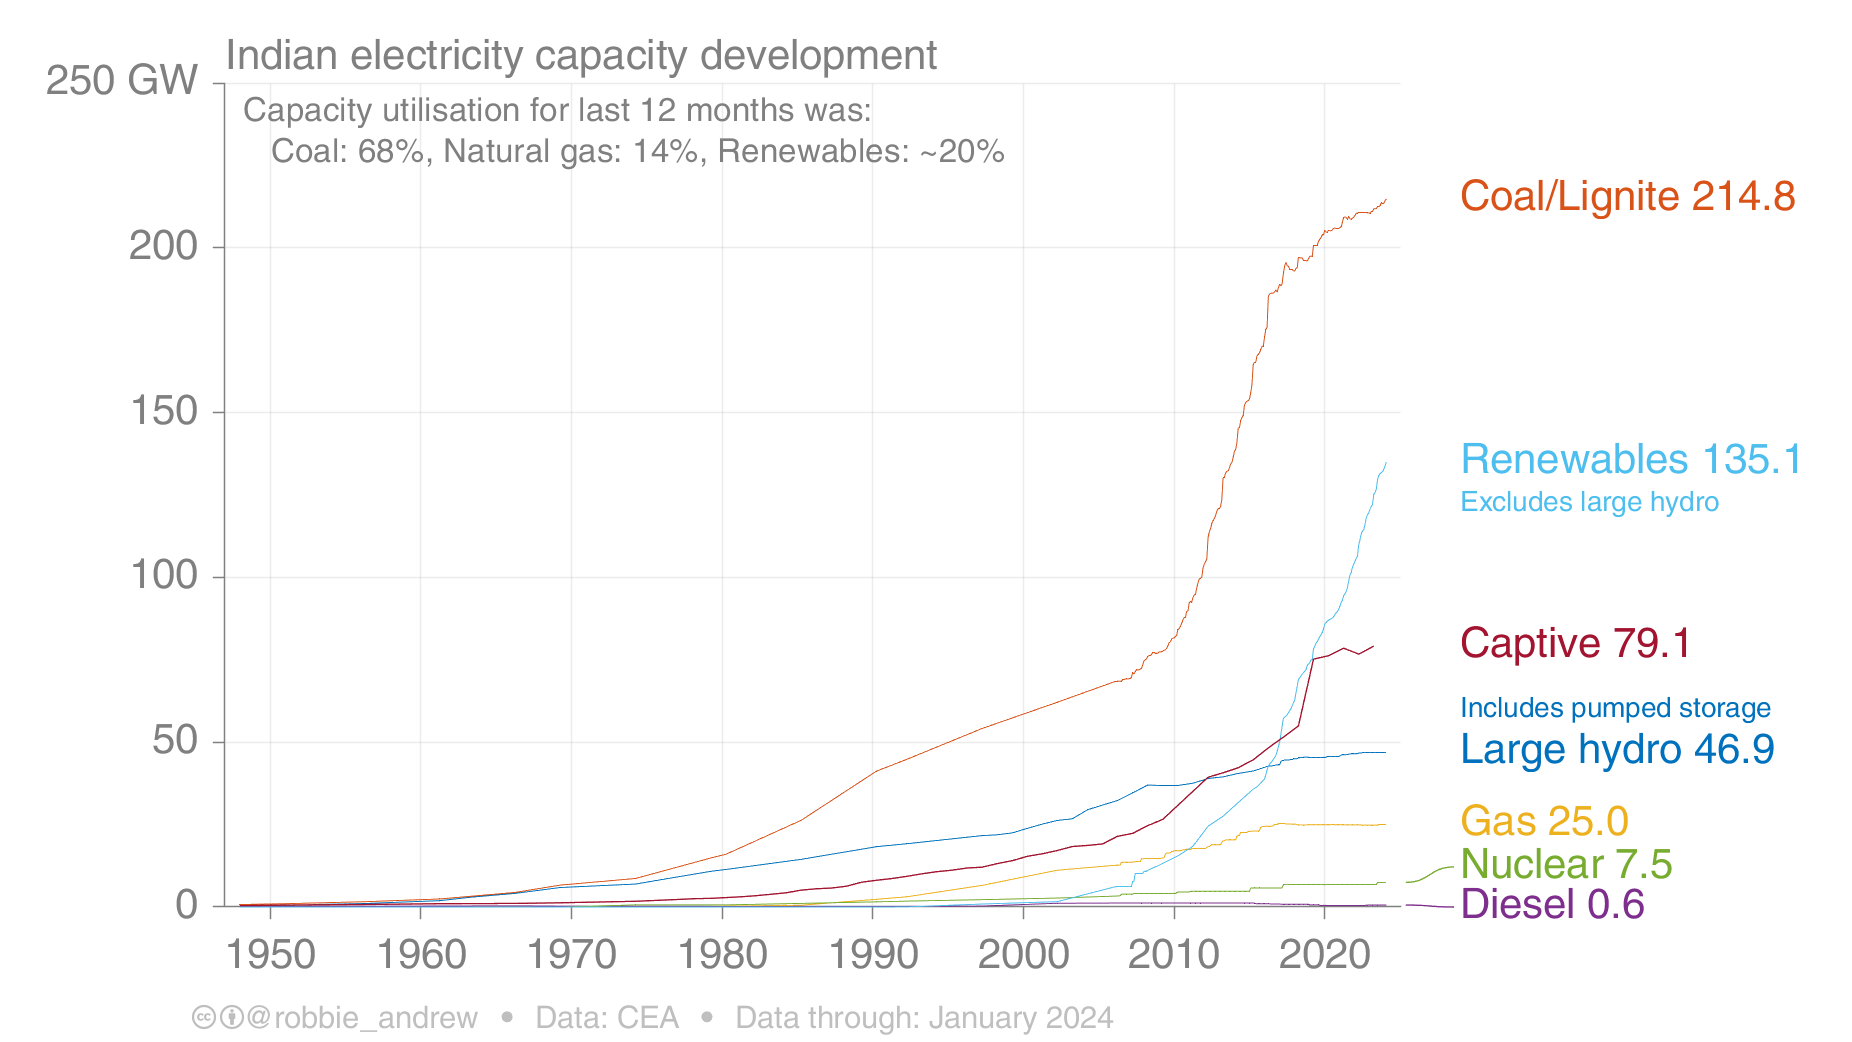 Indian electricity capacity development
250 GW
Capacity utilisation for last 12 months was:
Coal: 68%, Natural gas: 14%, Renewables: ~20%
Coal/Lignite 214.8
200
150
Renewables 135.1
Excludes large hydro
100
Captive 79.1
Includes pumped storage
50
Large hydro 46.9
Gas 25.0
Nuclear 7.5
Diesel 0.6
0
1950 1960 1970 1980 1990 2000 2010 2020
cc @robbie_andrew • Data: CEA • Data through: January 2024